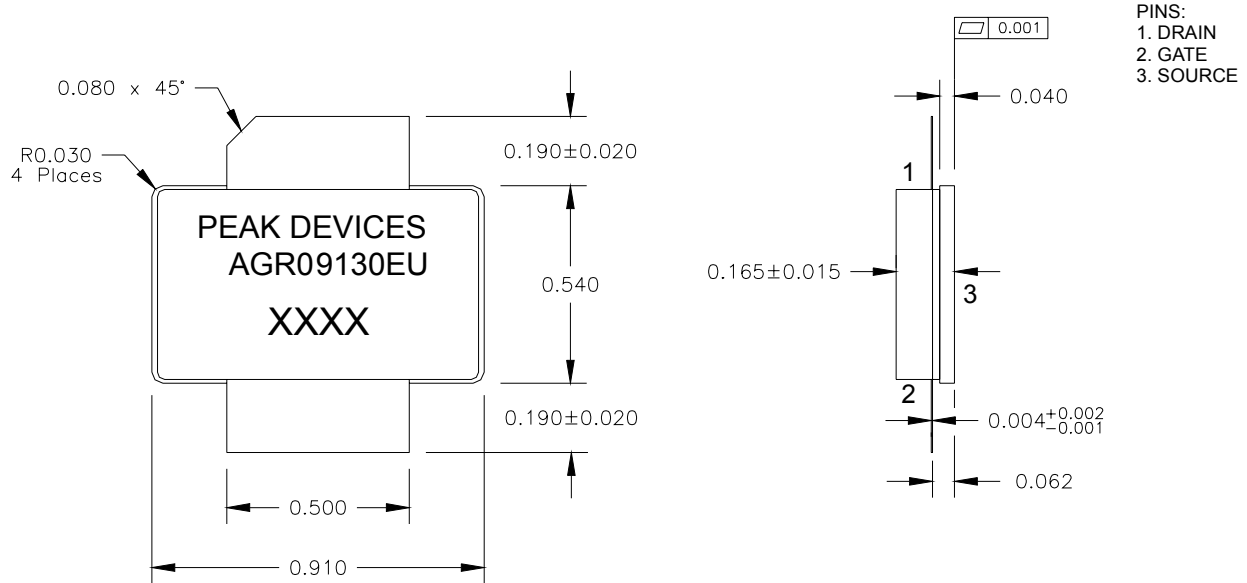 PINS:
1. DRAIN
2. GATE
3. SOURCE
0.001
0.080 x 45°
0.040
R0.030
4 Places
0.190±0.020
PEAK DEVICES
AGR09130EU
XXXX
0.540
0.190±0.020
0.500
0.910
1
0.165±0.015
3
2
0.004+0.002
−0.001
0.062